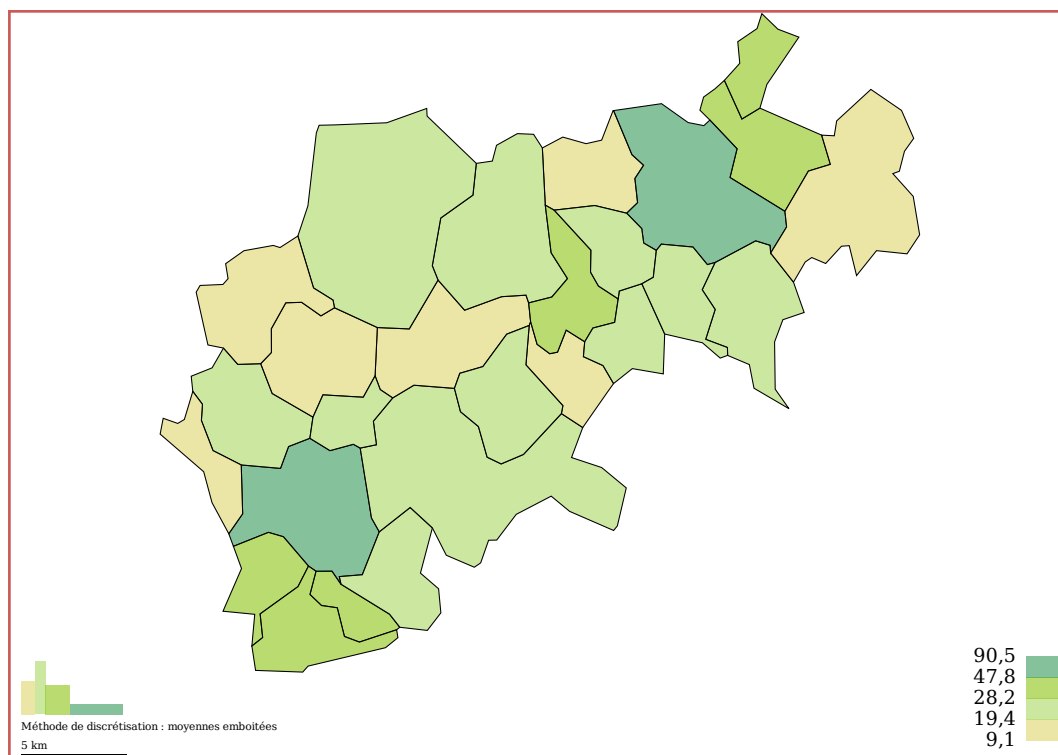 90,5
47,8
28,2
19,4
9,1
Méthode de discrétisation : moyennes emboitées
5 km